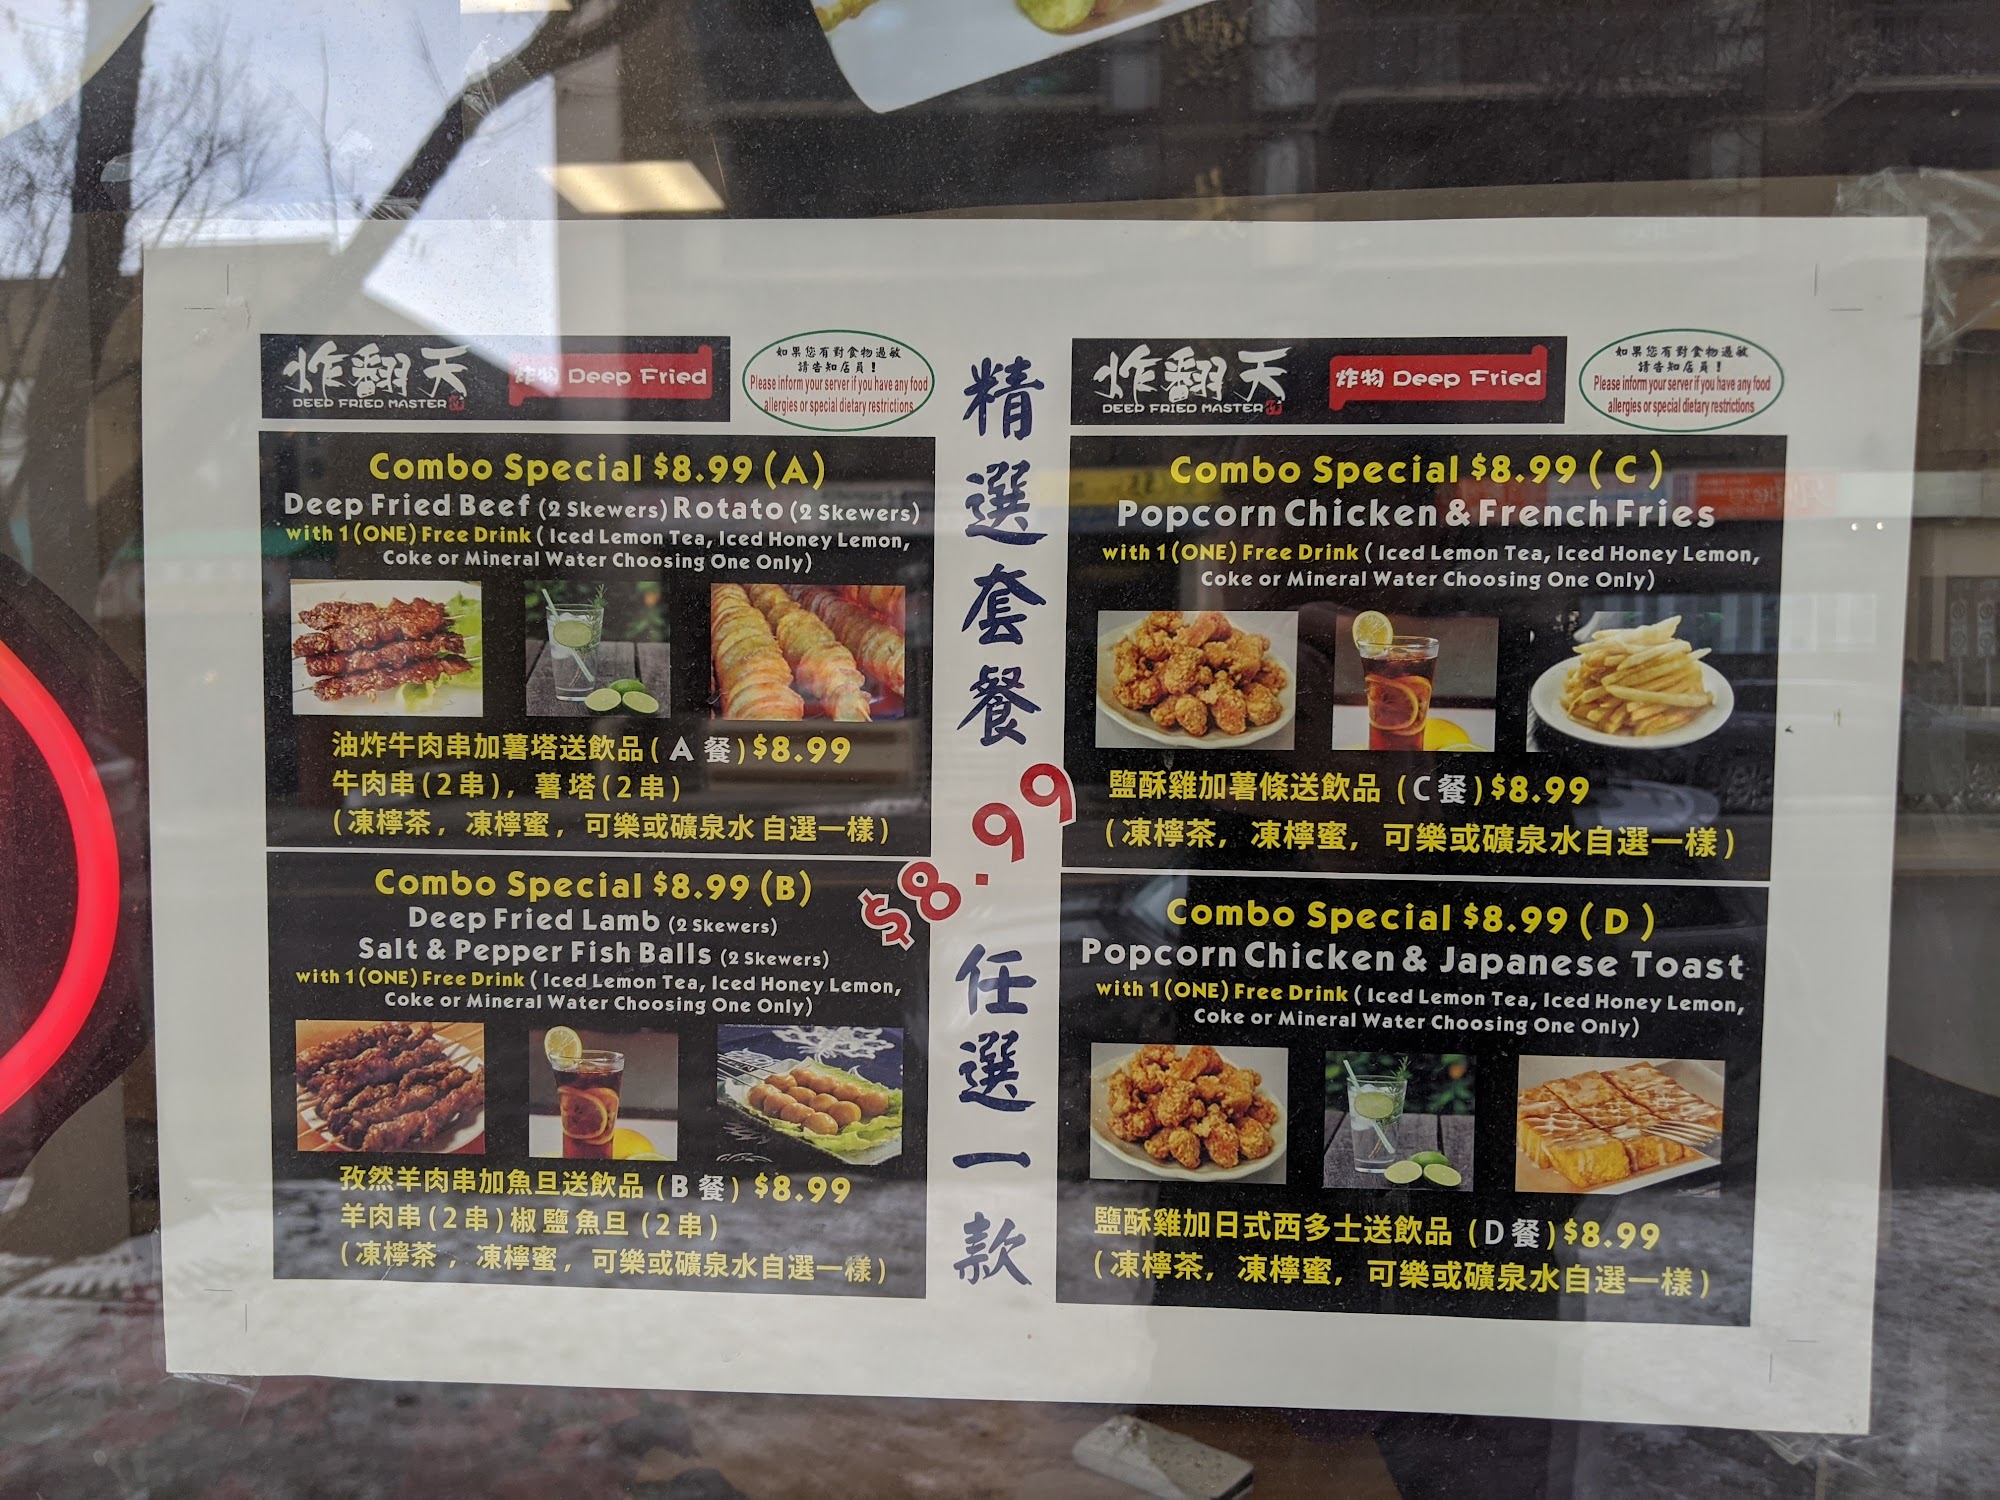 炸翻天
DEEP FRIED MASTER
炸物 Deep Fried
如果您有對食物過敏
請告知店員！
Please inform your server if you have any food
allergies or special dietary restrictions
Combo Special $8.99 (A)
Deep Fried Beef (2 Skewers) Rotato (2 Skewers)
with 1 (ONE) Free Drink ( Iced Lemon Tea, Iced Honey Lemon,
Coke or Mineral Water Choosing One Only)
油炸牛肉串加薯塔送飲品 ( A 餐 ) $8.99
牛肉串 (2串) , 薯塔 (2串)
(凍檸茶 , 凍檸蜜 , 可樂或礦泉水 自選一樣)
Combo Special $8.99 (B)
Deep Fried Lamb (2 Skewers)
Salt & Pepper Fish Balls (2 Skewers)
with 1 (ONE) Free Drink ( Iced Lemon Tea, Iced Honey Lemon,
Coke or Mineral Water Choosing One Only)
孜然羊肉串加魚旦送飲品 ( B 餐 ) $8.99
羊肉串 (2串) 椒鹽魚旦 (2串)
(凍檸茶 , 凍檸蜜 , 可樂或礦泉水自選一樣)
精選套餐
$8.99
任選一款
炸翻天
DEEP FRIED MASTER
炸物 Deep Fried
如果您有對食物過敏
請告知店員！
Please inform your server if you have any food
allergies or special dietary restrictions
Combo Special $8.99 ( C )
Popcorn Chicken & French Fries
with 1 (ONE) Free Drink ( Iced Lemon Tea, Iced Honey Lemon,
Coke or Mineral Water Choosing One Only)
鹽酥雞加薯條送飲品 ( C 餐 ) $8.99
(凍檸茶, 凍檸蜜, 可樂或礦泉水自選一樣)
Combo Special $8.99 ( D )
Popcorn Chicken & Japanese Toast
with 1 (ONE) Free Drink ( Iced Lemon Tea, Iced Honey Lemon,
Coke or Mineral Water Choosing One Only)
鹽酥雞加日式西多士送飲品 ( D 餐 ) $8.99
(凍檸茶, 凍檸蜜, 可樂或礦泉水自選一樣)